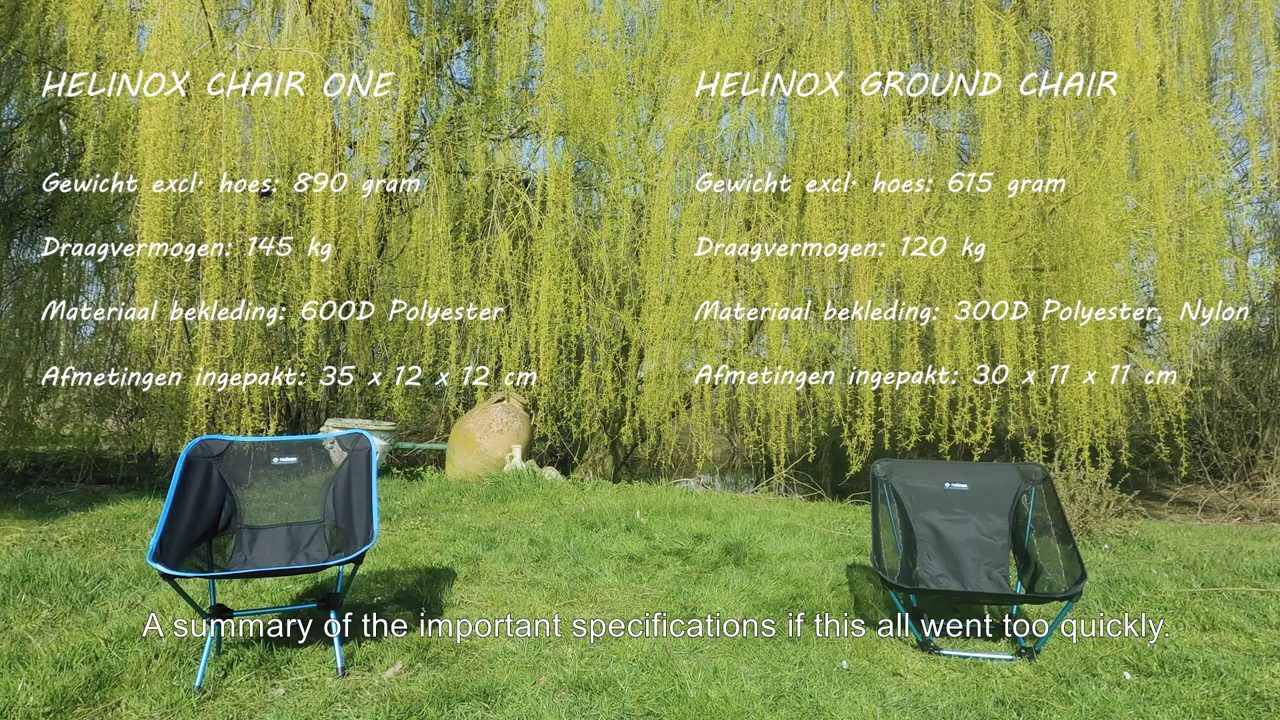 HELINOX CHAIR ONE
Gewicht excl. hoes: 890 gram
Draagvermogen: 145 kg
Materiaal bekleding: 600D Polyester
Afmetingen ingepakt: 35 x 12 x 12 cm
HELINOX GROUND CHAIR
Gewicht excl. hoes: 615 gram
Draagvermogen: 120 kg
Materiaal bekleding: 300D Polyester, Nylon
Afmetingen ingepakt: 30 x 11 x 11 cm
Helinox
Helinox
A summary of the important specifications if this all went too quickly.